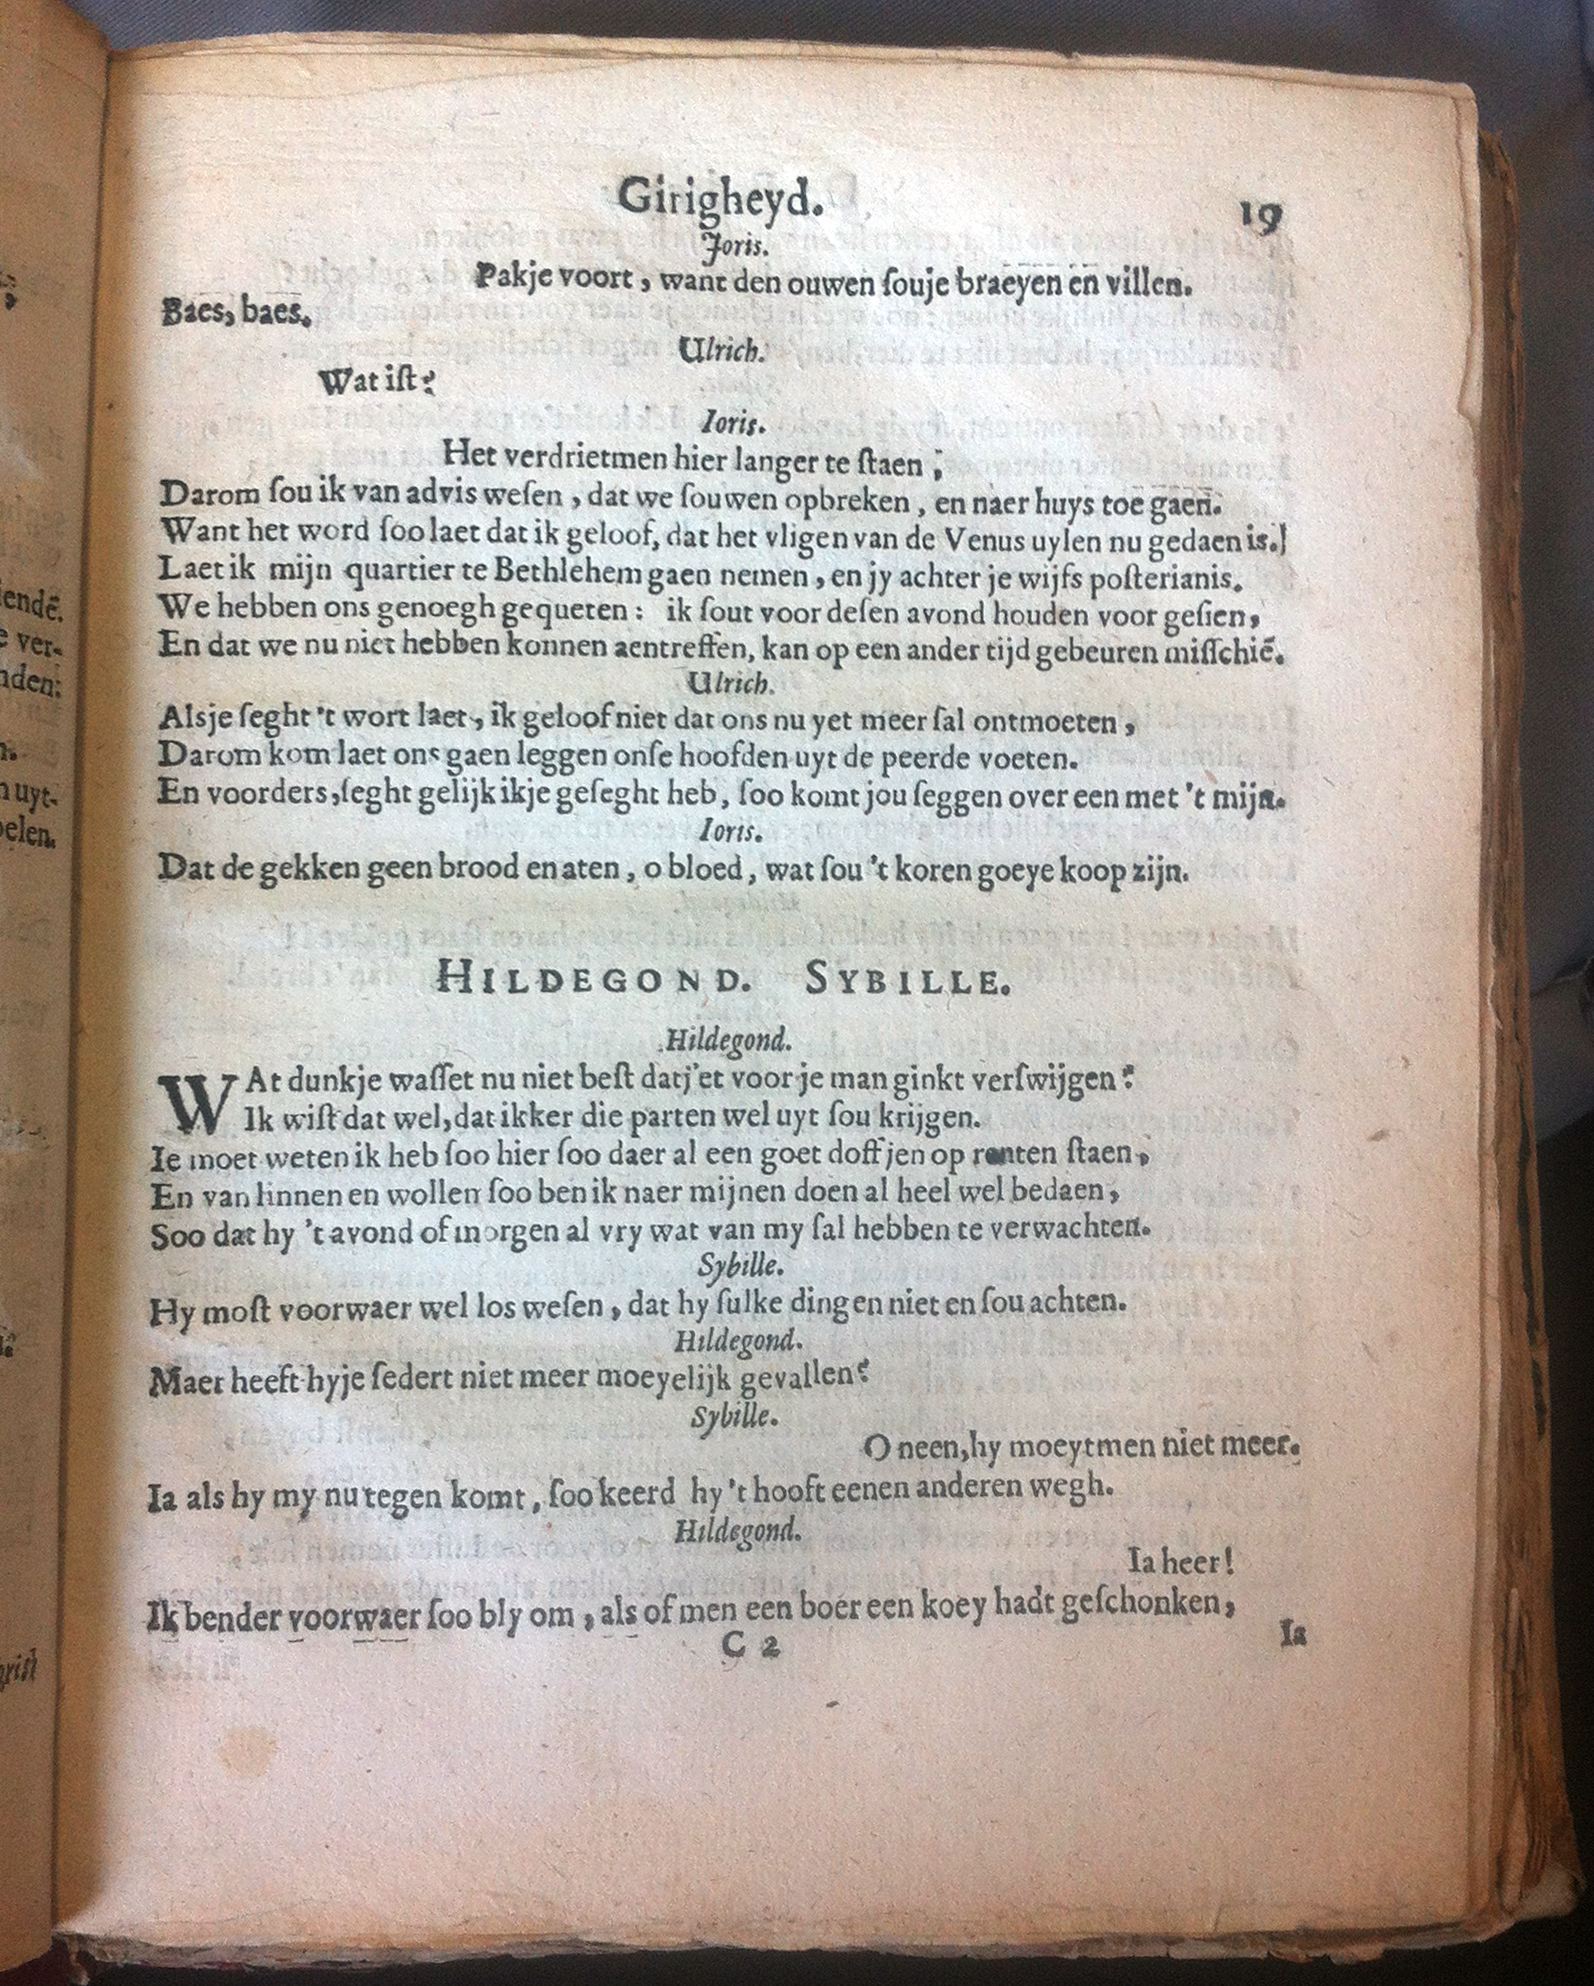 Girigheyd. 19
Joris.
Pakje voort, want den ouwen ſouje braeyen en villen.
Baes, baes.
Ulrich.
Wat iſt?
Ioris.
Het verdrietmen hier langer te ſtaen;
Darom ſou ik van advis weſen, dat we ſouwen opbreken, en naer huys toe gaen.
Want het word ſoo laet dat ik geloof, dat het vligen van de Venus uylen nu gedaen is.
Laet ik mijn quartier te Bethlehem gaen nemen, en jy achter je wijfs poſterianis.
We hebben ons genoegh gequeten: ik ſout voor deſen avond houden voor geſien,
En dat we nu niet hebben konnen aentreffen, kan op een ander tijd gebeuren miſſchiē.
Ulrich.
Alsje ſeght 't wort laet, ik geloof niet dat ons nu yet meer ſal ontmoeten,
Darom kom laet ons gaen leggen onſe hoofden uyt de peerde voeten.
En voorders, ſeght gelijk ikje geſeght heb, ſoo komt jou ſeggen over een met 't mijn.
Ioris.
Dat de gekken geen brood en aten, o bloed, wat ſou 't koren goeye koop zijn.
HILDEGOND. SYBILLE.
Hildegond.
WAt dunkje waſſet nu niet beſt datj'et voor je man ginkt verſwijgen?
Ik wiſt dat wel, dat ikker die parten wel uyt ſou krijgen.
Ie moet weten ik heb ſoo hier ſoo daer al een goet doffjen op renten ſtaen,
En van linnen en wollen ſoo ben ik naer mijnen doen al heel wel bedaen,
Soo dat hy 't avond of morgen al vry wat van my ſal hebben te verwachten.
Sybille.
Hy moſt voorwaer wel los weſen, dat hy ſulke dingen niet en ſou achten.
Hildegond.
Maer heeft hyje ſedert niet meer moeyelijk gevallen?
Sybille.
O neen, hy moeytmen niet meer.
Ia als hy my nu tegen komt, ſoo keerd hy 't hooft eenen anderen wegh.
Hildegond.
Ia heer!
Ik bender voorwaer ſoo bly om, als of men een boer een koey hadt geſchonken,
C 2 Ia
endē.
ver-
nden:
uyt-
elen.